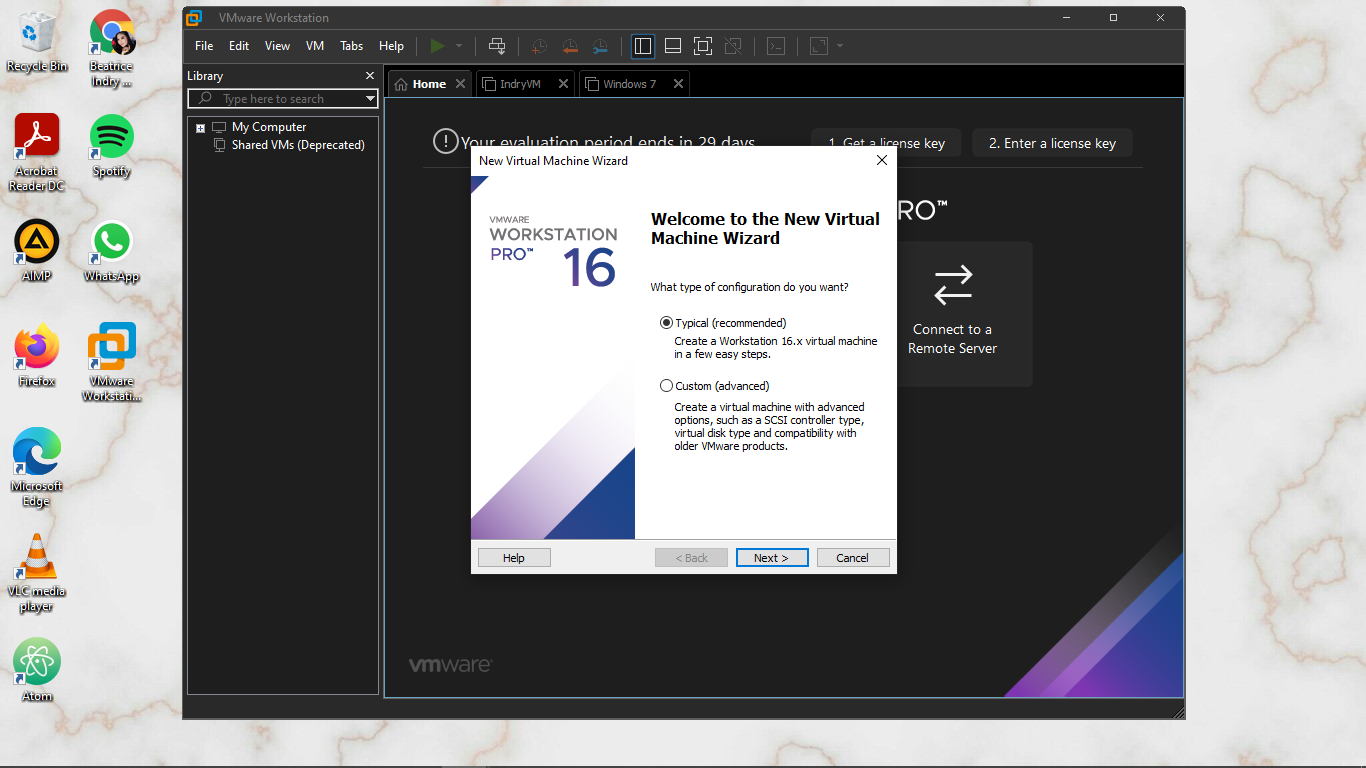 Recycle Bin
Beatrice
Indry ...
Acrobat
Reader DC
Spotify
AIMP
WhatsApp
Firefox
VMware
Workstati...
Microsoft
Edge
VLC media
player
Atom
VMware Workstation
File Edit View VM Tabs Help
Library
Type here to search
My Computer
Shared VMs (Deprecated)
Home IndryVM Windows 7
Your evaluation period ends in 29 days.
1. Get a license key
2. Enter a license key
PRO™
Connect to a
Remote Server
vmware®
New Virtual Machine Wizard
VMWARE
WORKSTATION
PRO™ 16
Welcome to the New Virtual
Machine Wizard
What type of configuration do you want?
Typical (recommended)
Create a Workstation 16.x virtual machine
in a few easy steps.
Custom (advanced)
Create a virtual machine with advanced
options, such as a SCSI controller type,
virtual disk type and compatibility with
older VMware products.
Help < Back Next > Cancel